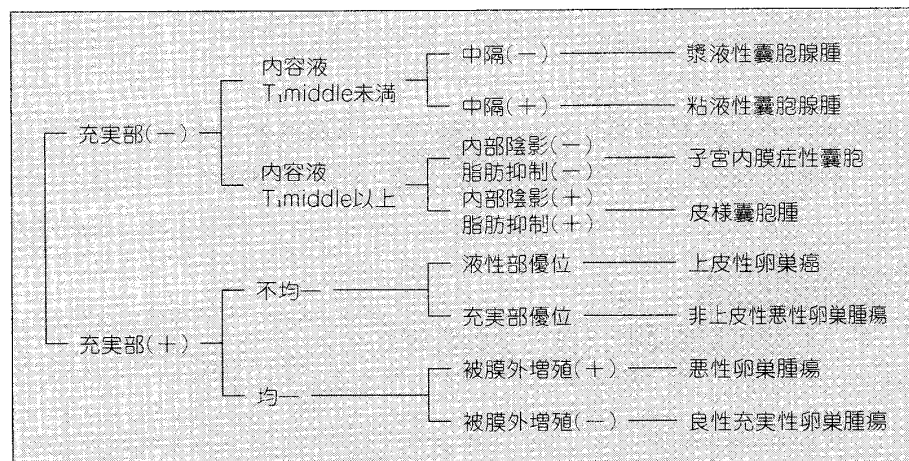 充実部(－)
内容液
T₁middle未満
中隔(－)
漿液性嚢胞腺腫
中隔(＋)
粘液性嚢胞腺腫
内容液
T₁middle以上
内部陰影(－)
脂肪抑制(－)
子宮内膜症性嚢胞
内部陰影(＋)
脂肪抑制(＋)
皮様嚢胞腫
充実部(＋)
不均一
液性部優位
上皮性卵巣癌
充実部優位
非上皮性悪性卵巣腫瘍
均一
被膜外増殖(＋)
悪性卵巣腫瘍
被膜外増殖(－)
良性充実性卵巣腫瘍